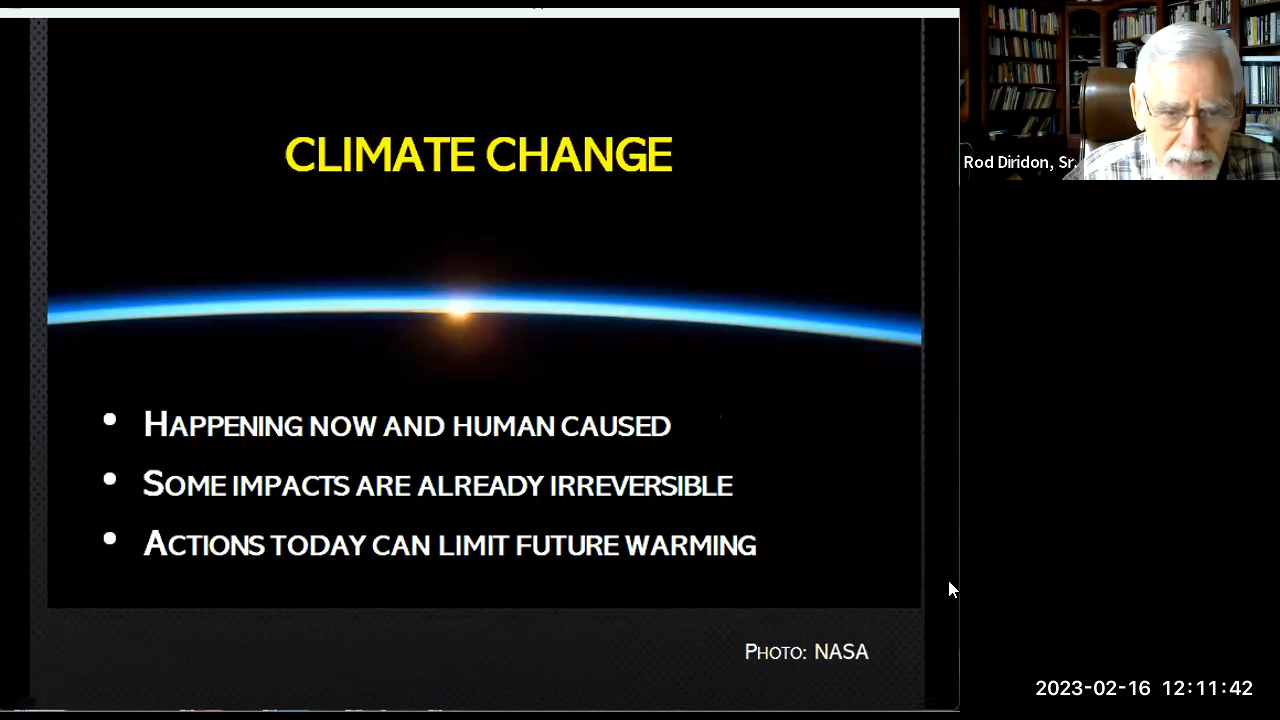 CLIMATE CHANGE
• HAPPENING NOW AND HUMAN CAUSED
• SOME IMPACTS ARE ALREADY IRREVERSIBLE
• ACTIONS TODAY CAN LIMIT FUTURE WARMING
PHOTO: NASA
Rod Diridon, Sr.
2023-02-16 12:11:42